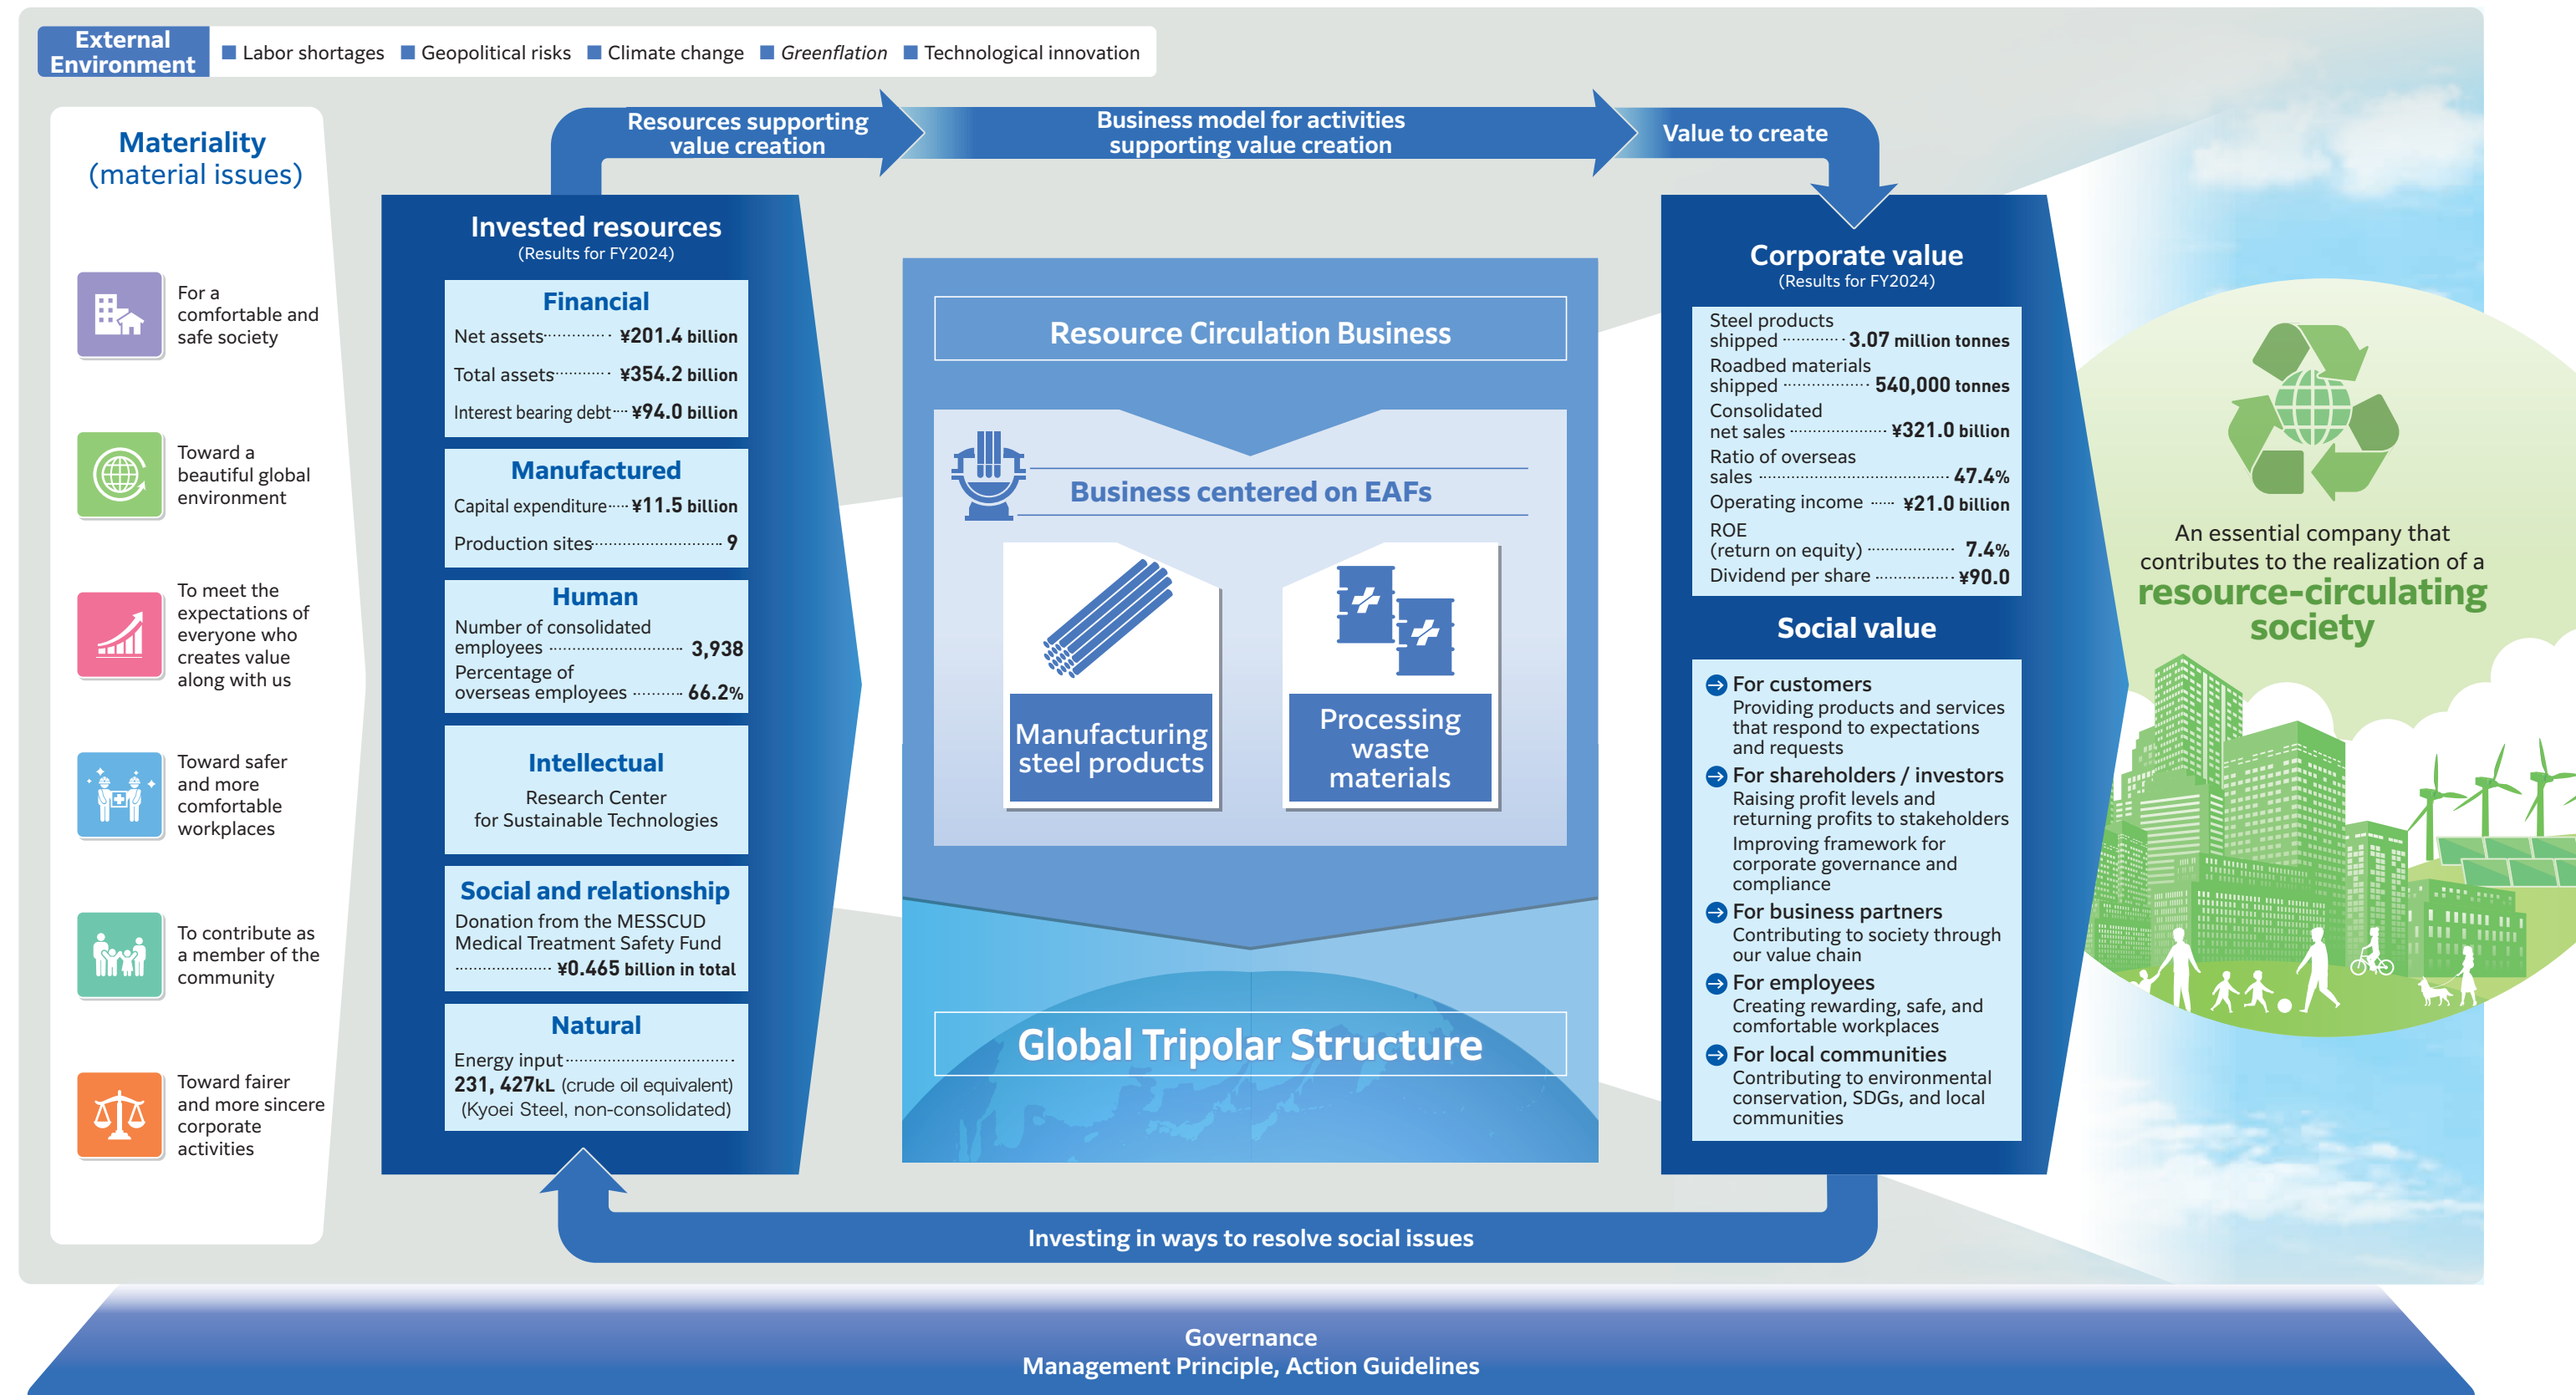 External
Environment
■ Labor shortages ■ Geopolitical risks ■ Climate change ■ Greenflation ■ Technological innovation
Materiality
(material issues)
For a
comfortable and
safe society
Toward a
beautiful global
environment
To meet the
expectations of
everyone who
creates value
along with us
Toward safer
and more
comfortable
workplaces
To contribute as
a member of the
community
Toward fairer
and more sincere
corporate
activities
Resources supporting
value creation
Business model for activities
supporting value creation
Value to create
Invested resources
(Results for FY2024)
Financial
Net assets ¥201.4 billion
Total assets ¥354.2 billion
Interest bearing debt ¥94.0 billion
Manufactured
Capital expenditure ¥11.5 billion
Production sites 9
Human
Number of consolidated
employees 3,938
Percentage of
overseas employees 66.2%
Intellectual
Research Center
for Sustainable Technologies
Social and relationship
Donation from the MESSCUD
Medical Treatment Safety Fund
¥0.465 billion in total
Natural
Energy input
231, 427kL (crude oil equivalent)
(Kyoei Steel, non-consolidated)
Resource Circulation Business
Business centered on EAFs
Manufacturing
steel products
Processing
waste
materials
Global Tripolar Structure
Corporate value
(Results for FY2024)
Steel products
shipped 3.07 million tonnes
Roadbed materials
shipped 540,000 tonnes
Consolidated
net sales ¥321.0 billion
Ratio of overseas
sales 47.4%
Operating income ¥21.0 billion
ROE
(return on equity) 7.4%
Dividend per share ¥90.0
Social value
For customers
Providing products and services
that respond to expectations
and requests
For shareholders / investors
Raising profit levels and
returning profits to stakeholders
Improving framework for
corporate governance and
compliance
For business partners
Contributing to society through
our value chain
For employees
Creating rewarding, safe, and
comfortable workplaces
For local communities
Contributing to environmental
conservation, SDGs, and local
communities
An essential company that
contributes to the realization of a
resource-circulating
society
Investing in ways to resolve social issues
Governance
Management Principle, Action Guidelines